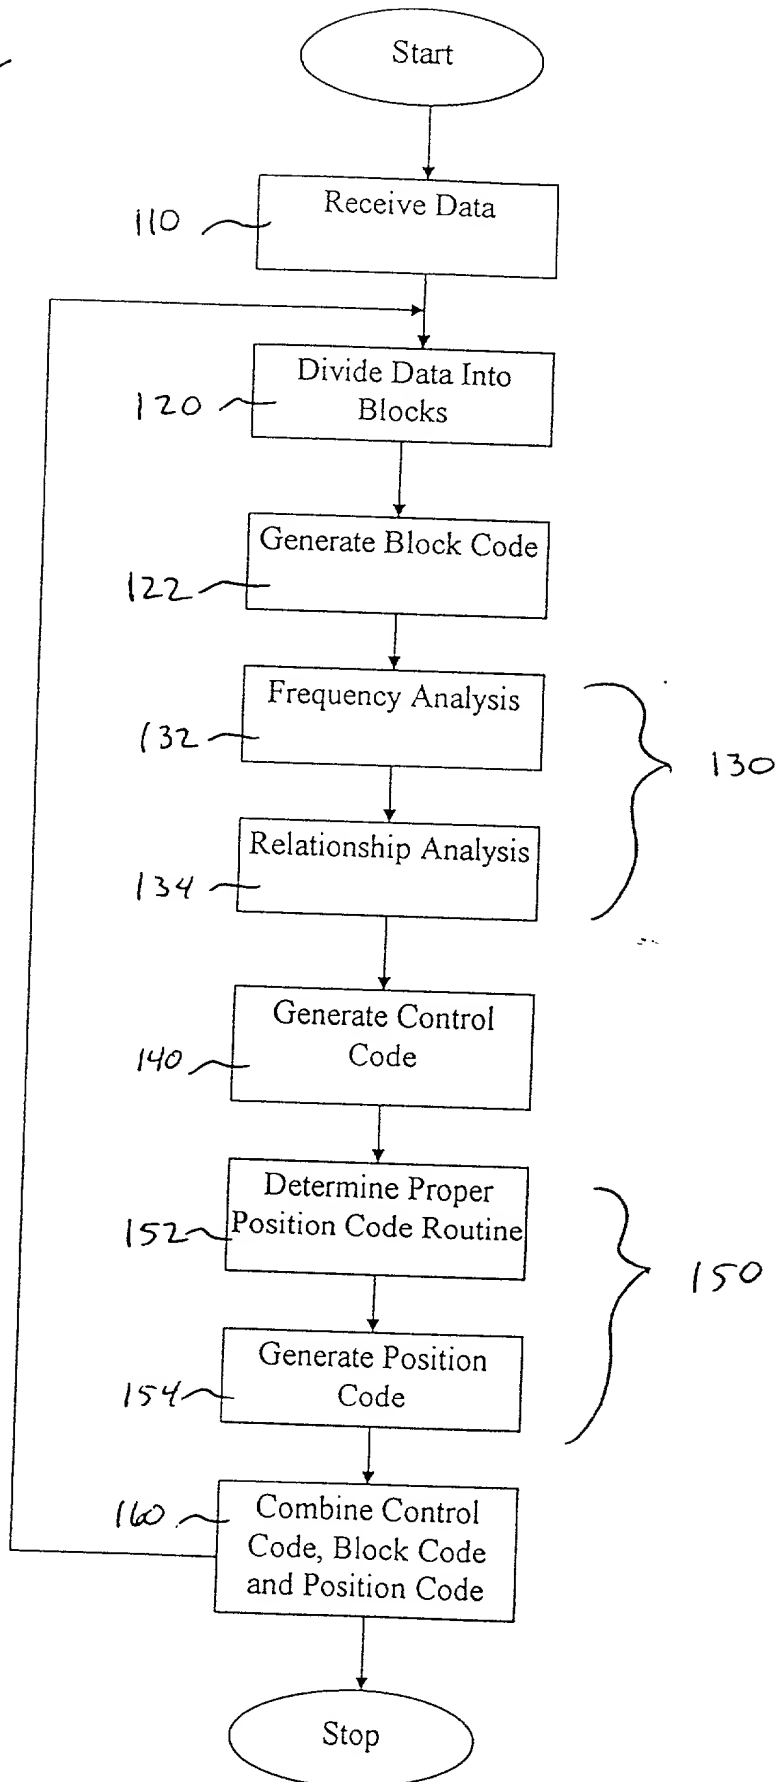 Start
Receive Data
110
Divide Data Into
Blocks
120
Generate Block Code
122
Frequency Analysis
132
130
Relationship Analysis
134
Generate Control
Code
140
Determine Proper
Position Code Routine
152
150
Generate Position
Code
154
160
Combine Control
Code, Block Code
and Position Code
Stop